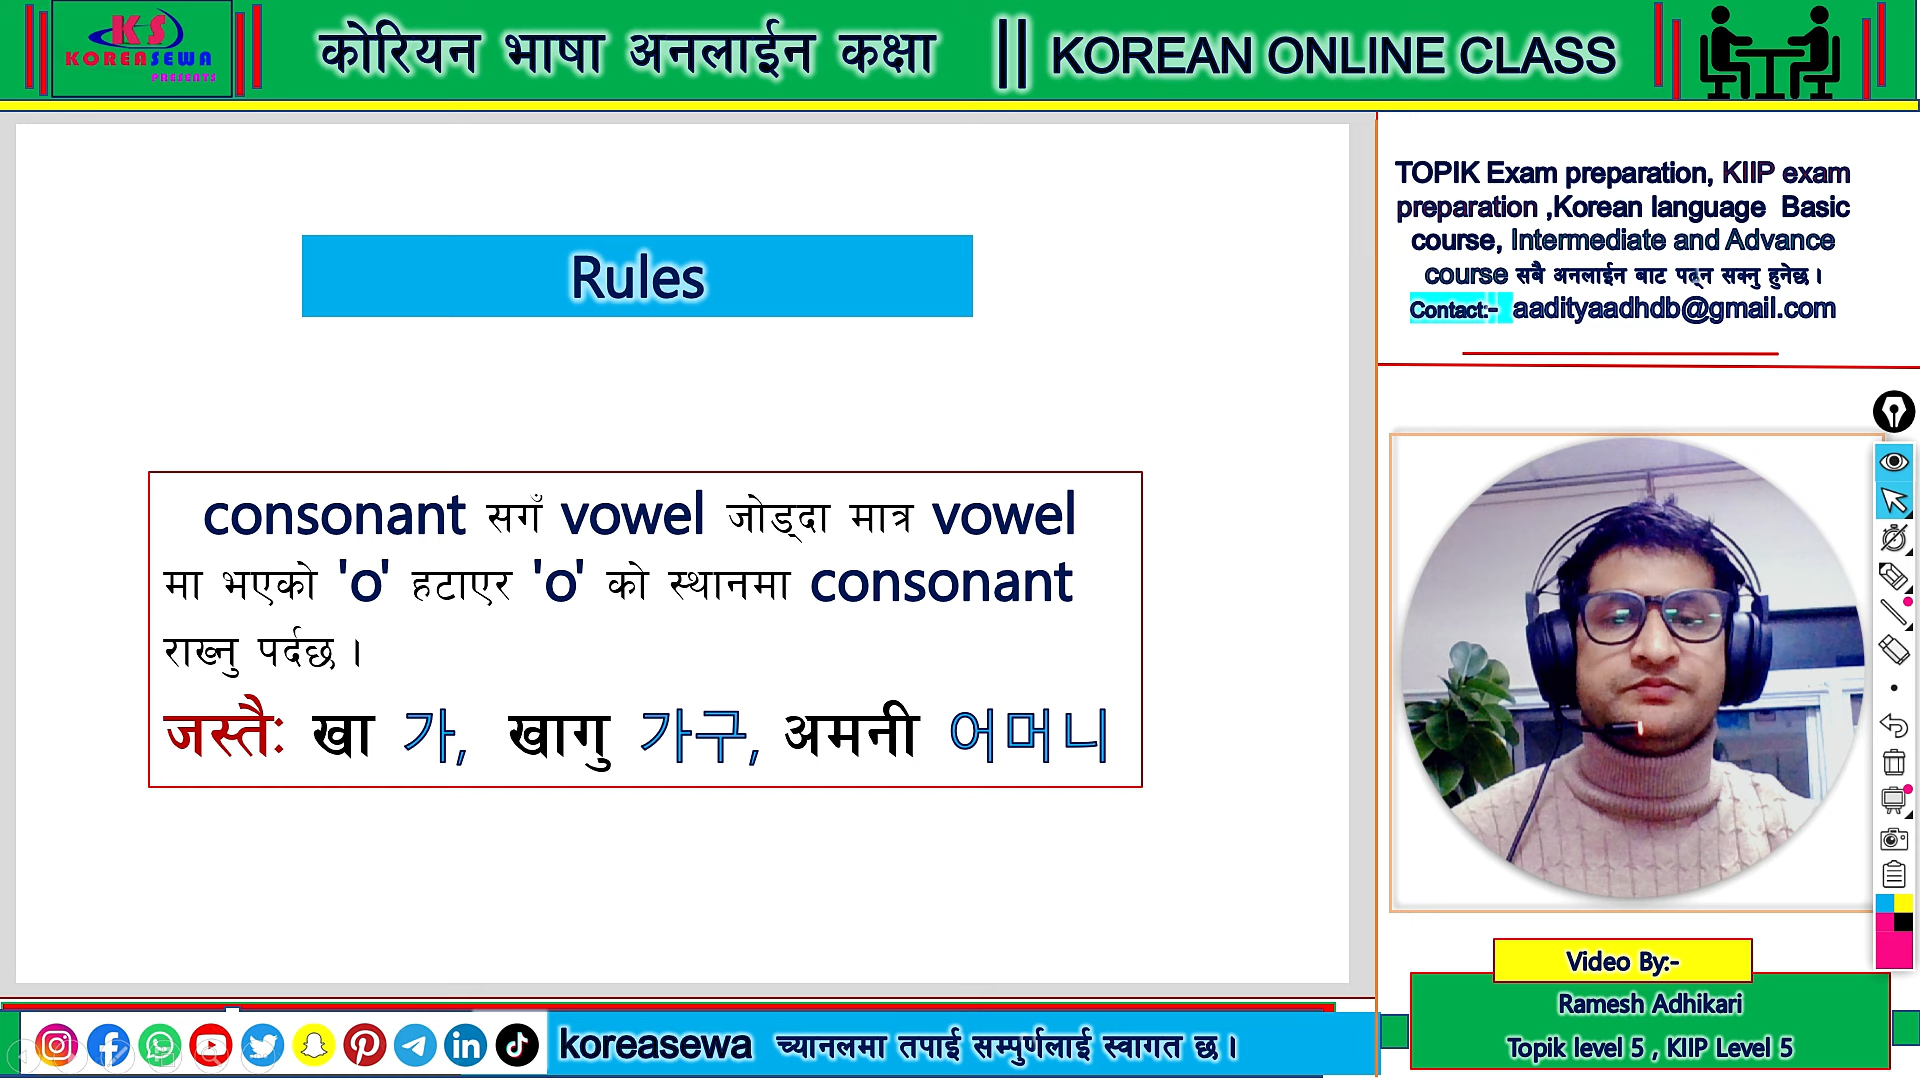 KS
KOREASEWA
PRESENTS
कोरियन भाषा अनलाईन कक्षा || KOREAN ONLINE CLASS
TOPIK Exam preparation, KIIP exam
preparation ,Korean language Basic
course, Intermediate and Advance
course सबै अनलाईन बाट पढ्न सक्नु हुनेछ ।
Contact:- aadityaadhdb@gmail.com
Rules
consonant सगँ vowel जोड्दा मात्र vowel
मा भएको 'o' हटाएर 'o' को स्थानमा consonant
राख्नु पर्दछ ।
जस्तैः खा 가, खागु 가구, अमनी 어머니
Video By:-
Ramesh Adhikari
Topik level 5 , KIIP Level 5
koreasewa च्यानलमा तपाई सम्पुर्णलाई स्वागत छ ।